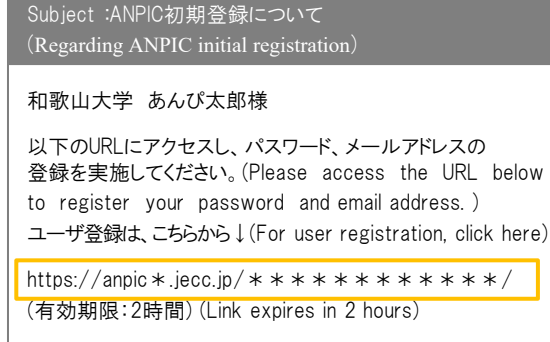 Subject :ANPIC初期登録について
(Regarding ANPIC initial registration)
和歌山大学 あんぴ太郎様
以下のURLにアクセスし、パスワード、メールアドレスの
登録を実施してください。(Please access the URL below
to register your password and email address. )
ユーザ登録は、こちらから↓(For user registration, click here)
https://anpic*.jecc.jp/************/
(有効期限:2時間) (Link expires in 2 hours)